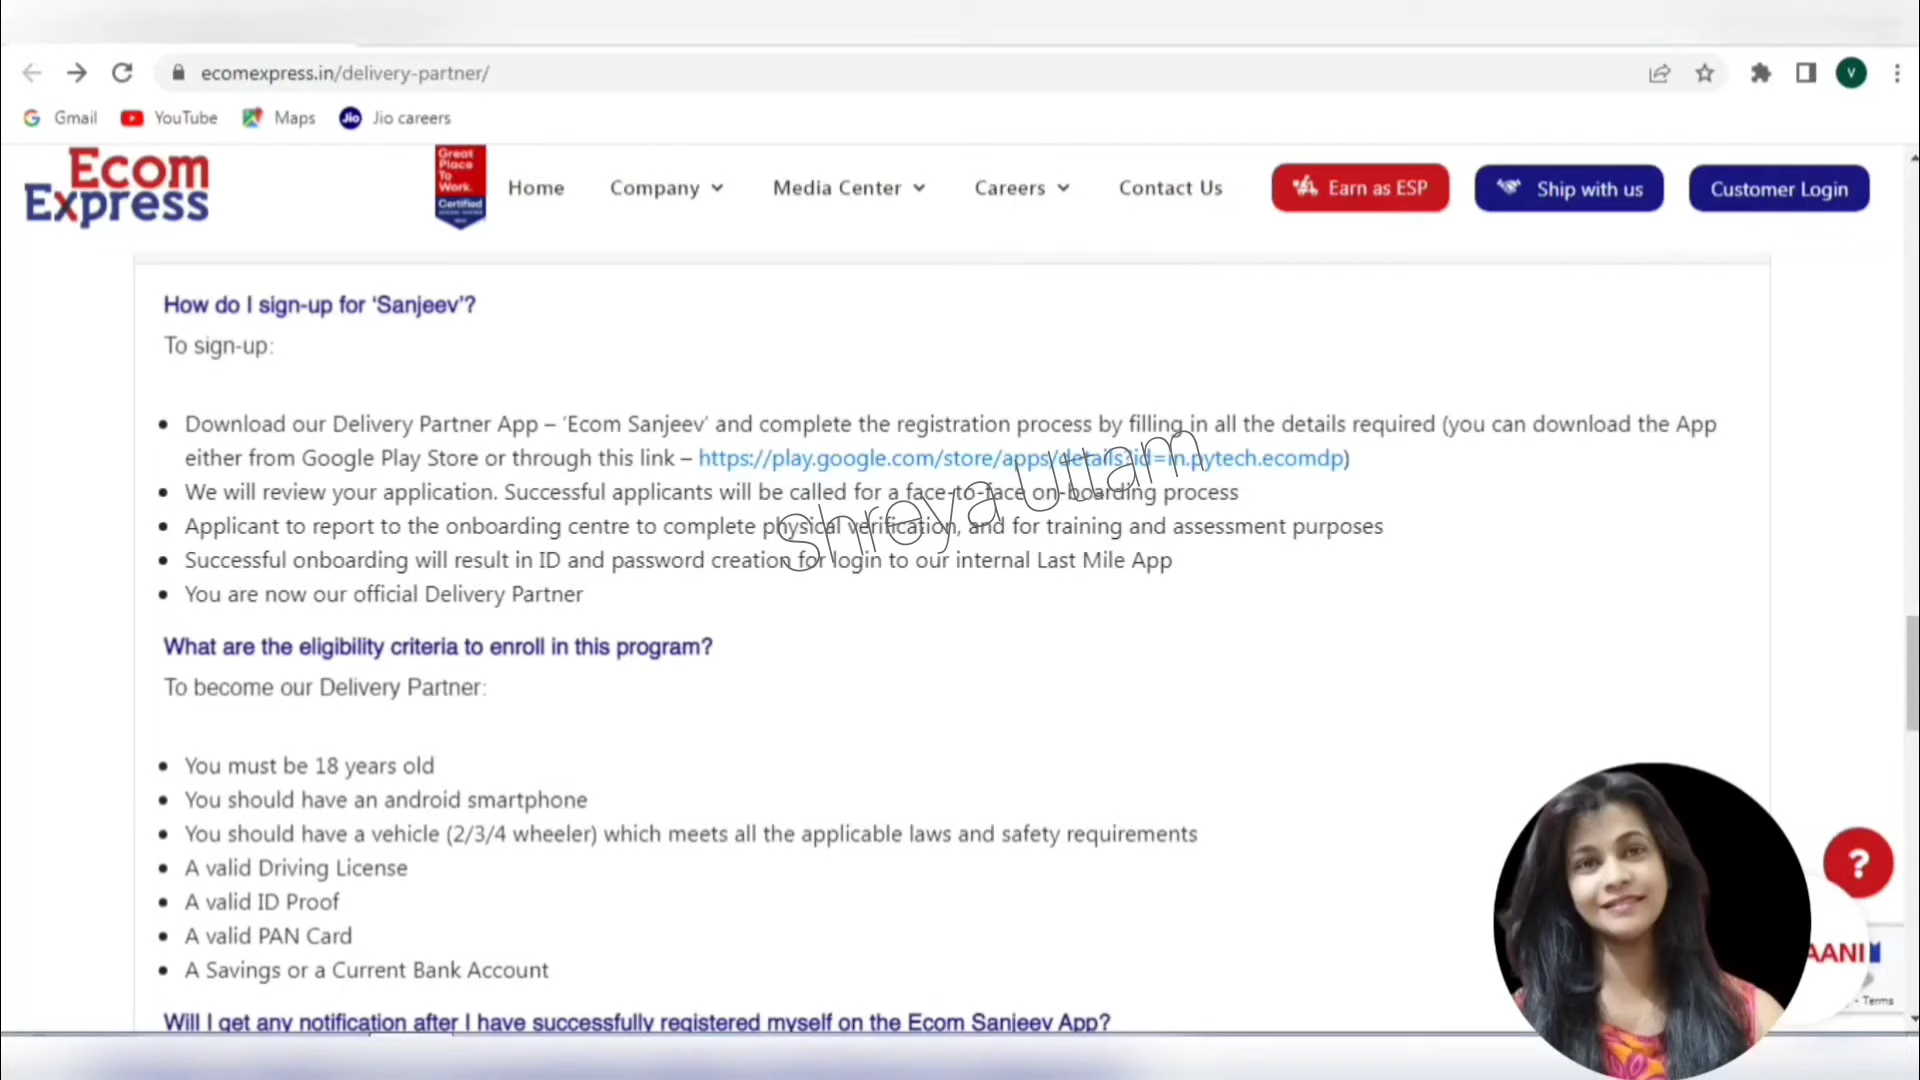 ecomexpress.in/delivery-partner/
V
Gmail YouTube Maps Jio Jio careers
Ecom
Express
Great
Place
To
Work.
Certified
Home Company Media Center Careers Contact Us Earn as ESP Ship with us Customer Login
How do I sign-up for ‘Sanjeev’?
To sign-up:
Download our Delivery Partner App – ‘Ecom Sanjeev’ and complete the registration process by filling in all the details required (you can download the App
either from Google Play Store or through this link – https://play.google.com/store/apps/details?id=in.pytech.ecomdp)
We will review your application. Successful applicants will be called for a face-to-face on-boarding process
Applicant to report to the onboarding centre to complete physical verification, and for training and assessment purposes
Successful onboarding will result in ID and password creation for login to our internal Last Mile App
You are now our official Delivery Partner
Shreya Uttam
What are the eligibility criteria to enroll in this program?
To become our Delivery Partner:
You must be 18 years old
You should have an android smartphone
You should have a vehicle (2/3/4 wheeler) which meets all the applicable laws and safety requirements
A valid Driving License
A valid ID Proof
A valid PAN Card
A Savings or a Current Bank Account
?
AANI
- Terms
Will I get any notification after I have successfully registered myself on the Ecom Sanjeev App?